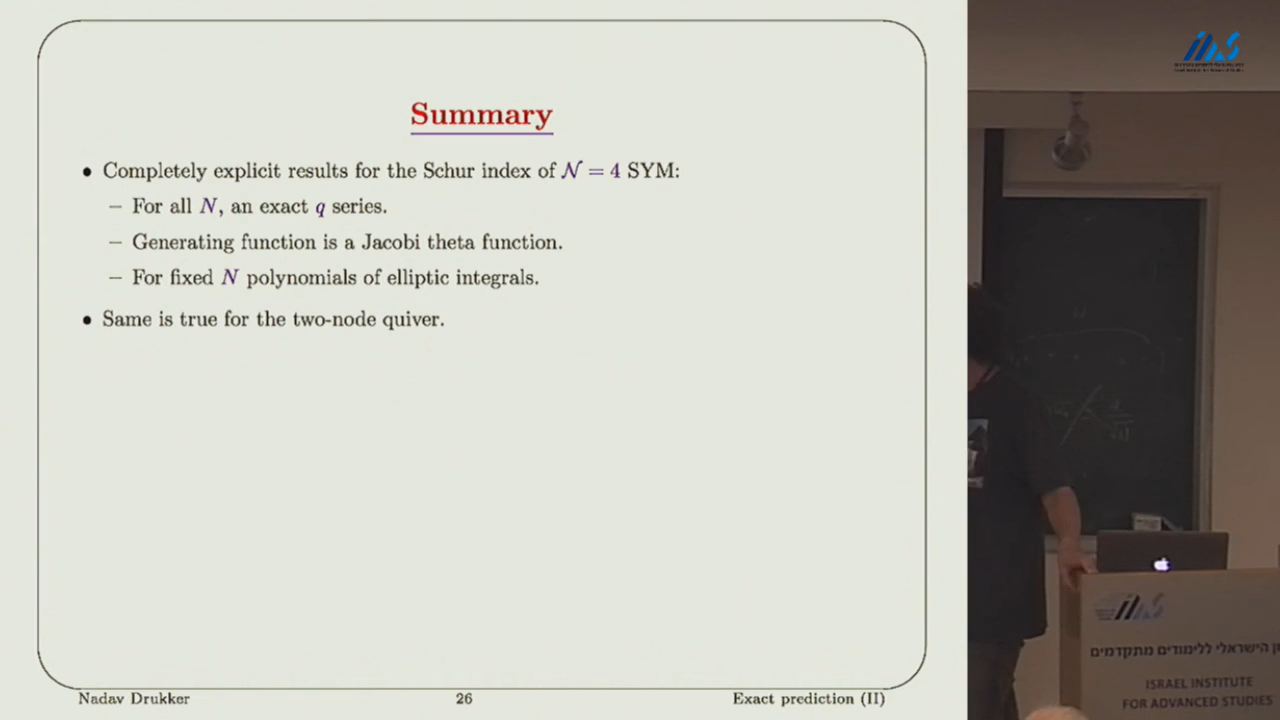 Summary
• Completely explicit results for the Schur index of 𝒩 = 4 SYM:
– For all N, an exact q series.
– Generating function is a Jacobi theta function.
– For fixed N polynomials of elliptic integrals.
• Same is true for the two-node quiver.
Nadav Drukker 26 Exact prediction (II)
ias
ias
הישראלי ללימודים מתקדמים
ISRAEL INSTITUTE
FOR ADVANCED STUDIES